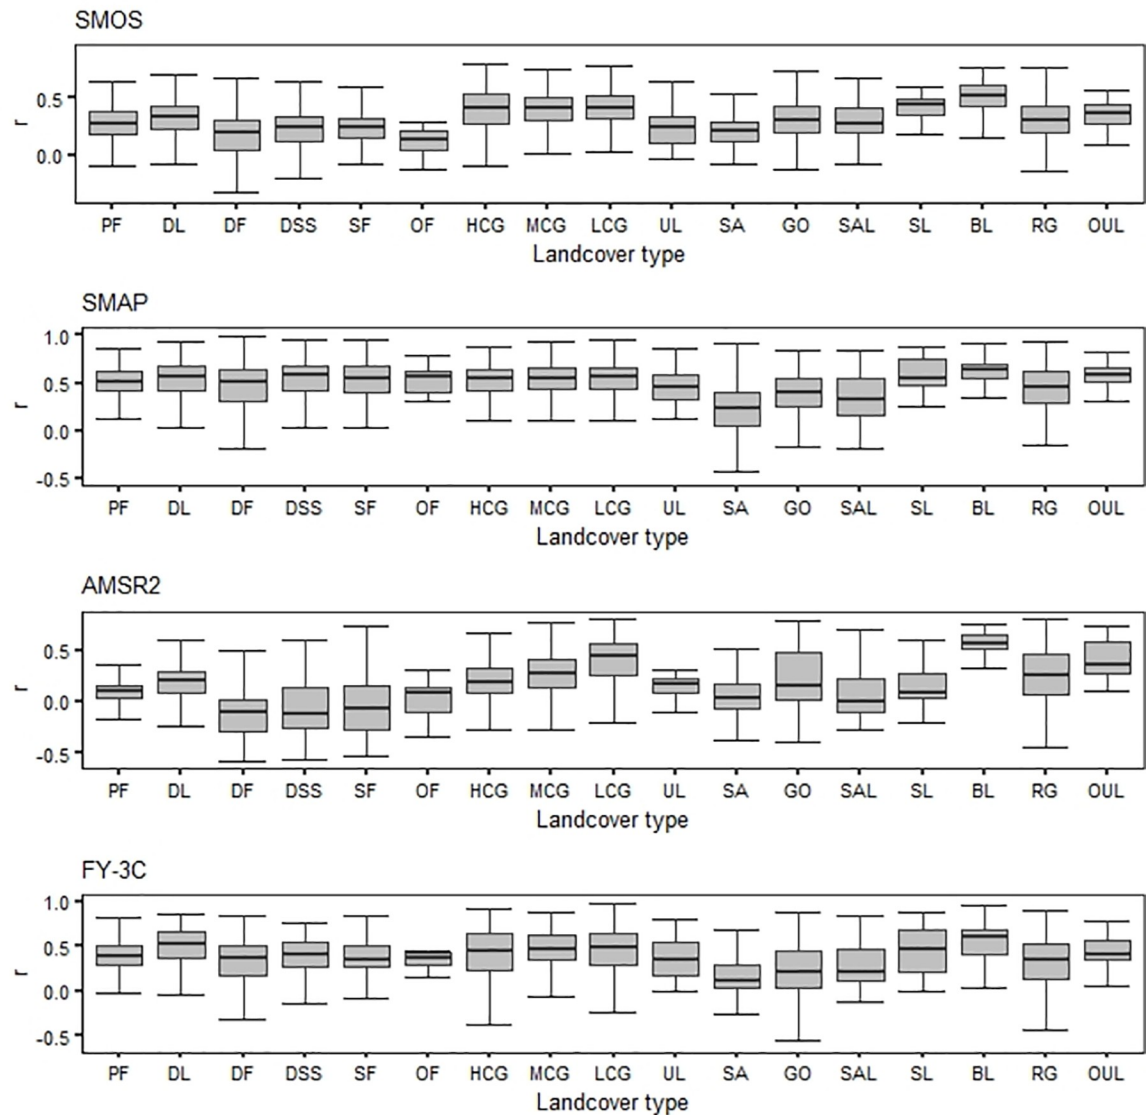 SMOS
0.5
0.0
r
PF DL DF DSS SF OF HCG MCG LCG UL SA GO SAL SL BL RG OUL
Landcover type
SMAP
1.0
0.5
0.0
-0.5
r
PF DL DF DSS SF OF HCG MCG LCG UL SA GO SAL SL BL RG OUL
Landcover type
AMSR2
0.5
0.0
-0.5
r
PF DL DF DSS SF OF HCG MCG LCG UL SA GO SAL SL BL RG OUL
Landcover type
FY-3C
1.0
0.5
0.0
-0.5
r
PF DL DF DSS SF OF HCG MCG LCG UL SA GO SAL SL BL RG OUL
Landcover type